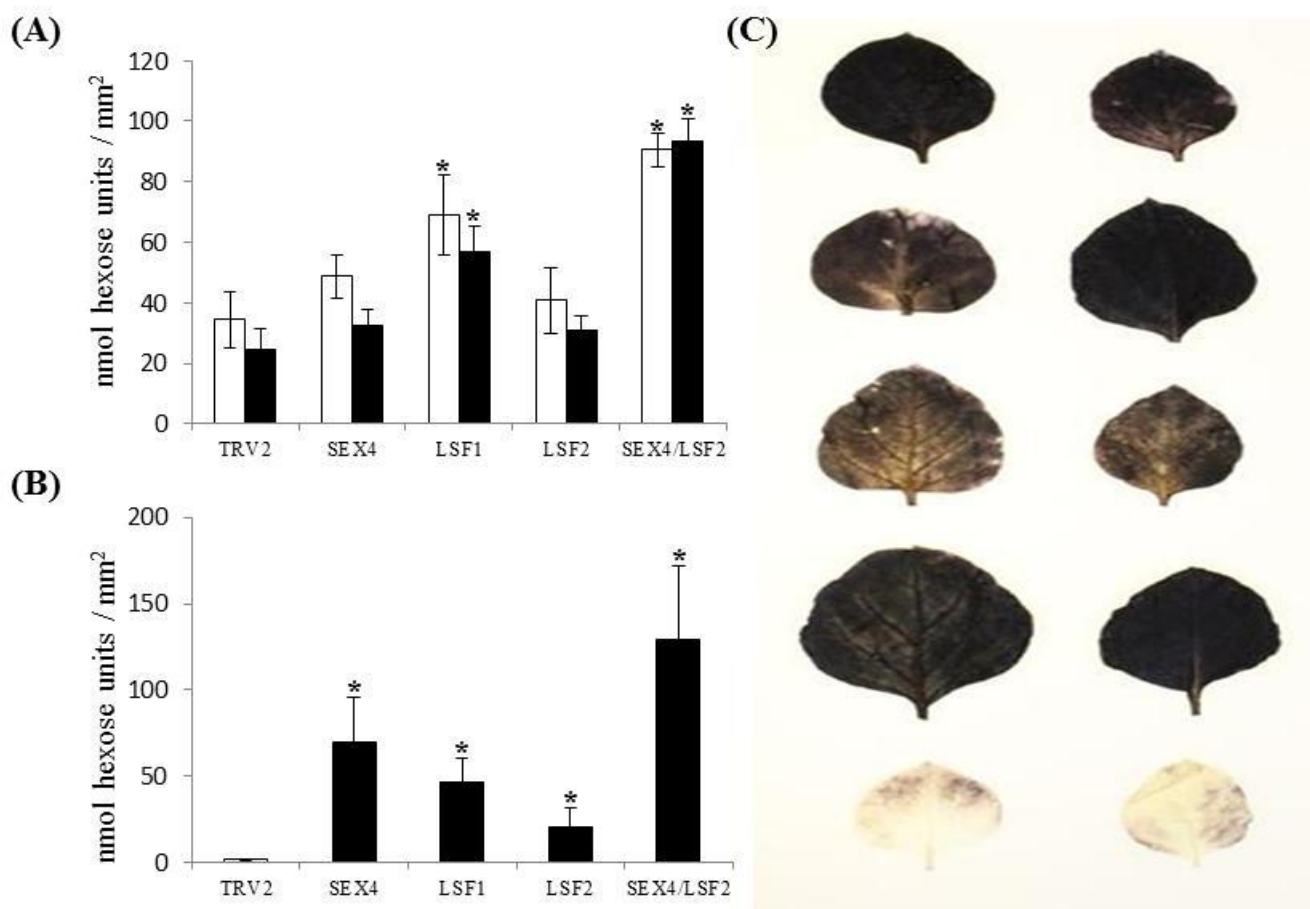 (A)
nmol hexose units / mm²
120
100
80
60
40
20
0
* * * *
TRV2 SEX4 LSF1 LSF2 SEX4/LSF2
(B)
nmol hexose units / mm²
200
150
100
50
0
* * * *
TRV2 SEX4 LSF1 LSF2 SEX4/LSF2
(C)